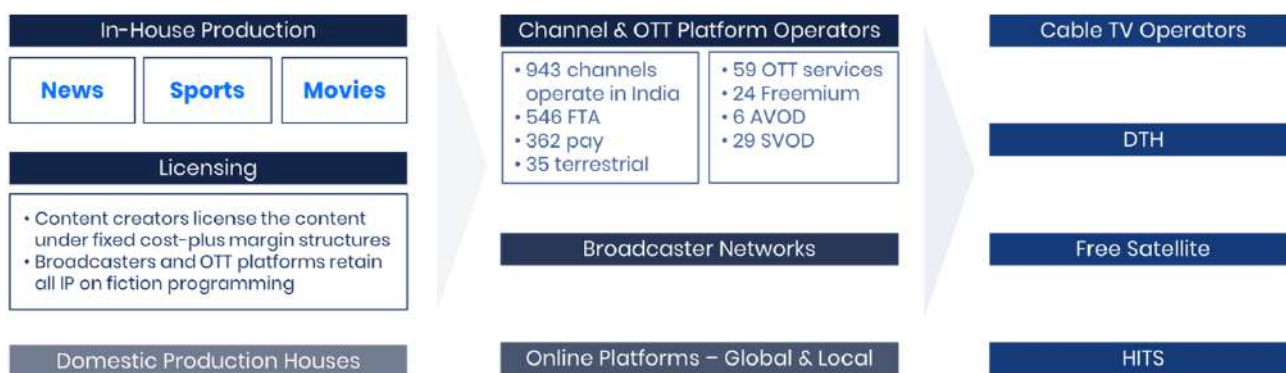 In-House Production
News
Sports
Movies
Licensing
• Content creators license the content
under fixed cost-plus margin structures
• Broadcasters and OTT platforms retain
all IP on fiction programming
Domestic Production Houses
Channel & OTT Platform Operators
• 943 channels
operate in India
• 546 FTA
• 362 pay
• 35 terrestrial
• 59 OTT services
• 24 Freemium
• 6 AVOD
• 29 SVOD
Broadcaster Networks
Online Platforms – Global & Local
Cable TV Operators
DTH
Free Satellite
HITS